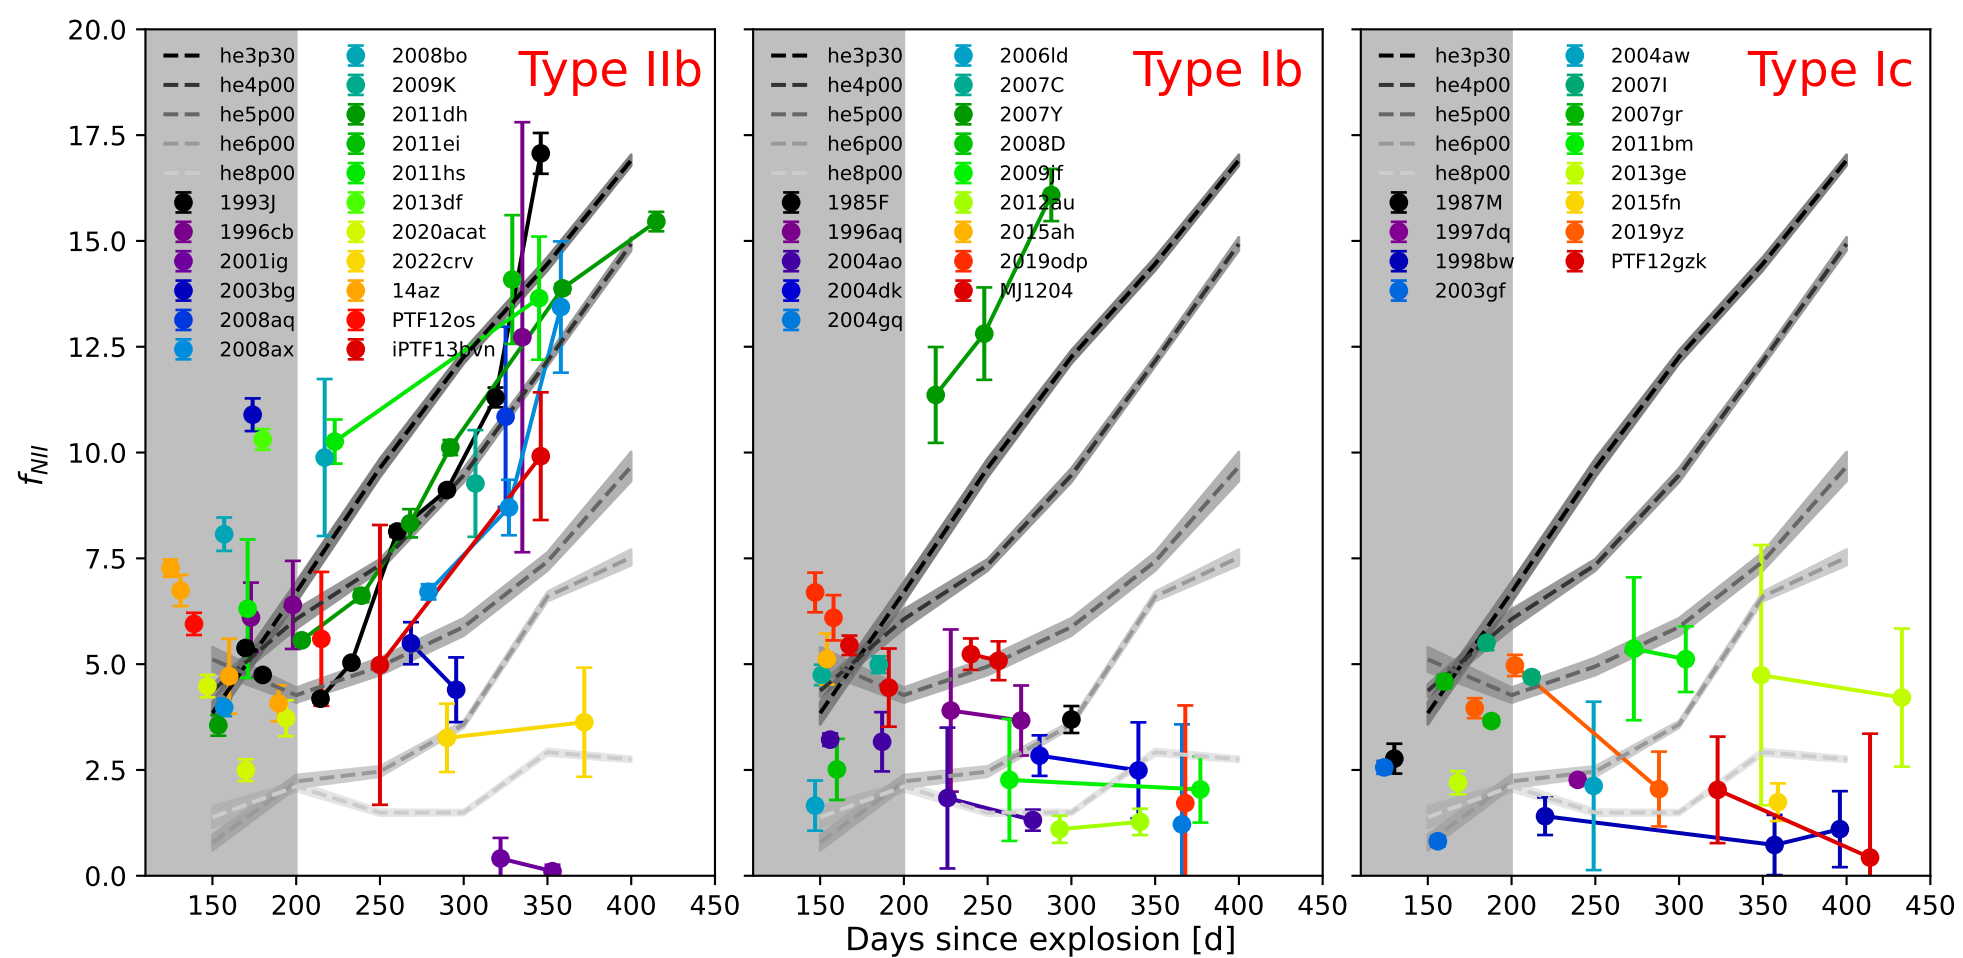 20.0
17.5
15.0
12.5
10.0
7.5
5.0
2.5
0.0
f_NII
Type IIb
he3p30
he4p00
he5p00
he6p00
he8p00
1993J
1996cb
2001ig
2003bg
2008aq
2008ax
2008bo
2009K
2011dh
2011ei
2011hs
2013df
2020acat
2022crv
14az
PTF12os
iPTF13bvn
150 200 250 300 350 400 450
Type Ib
he3p30
he4p00
he5p00
he6p00
he8p00
1985F
1996aq
2004ao
2004dk
2004gq
2006ld
2007C
2007Y
2008D
2009jf
2012au
2015ah
2019odp
MJ1204
150 200 250 300 350 400 450
Type Ic
he3p30
he4p00
he5p00
he6p00
he8p00
1987M
1997dq
1998bw
2003gf
2004aw
2007I
2007gr
2011bm
2013ge
2015fn
2019yz
PTF12gzk
150 200 250 300 350 400 450
Days since explosion [d]